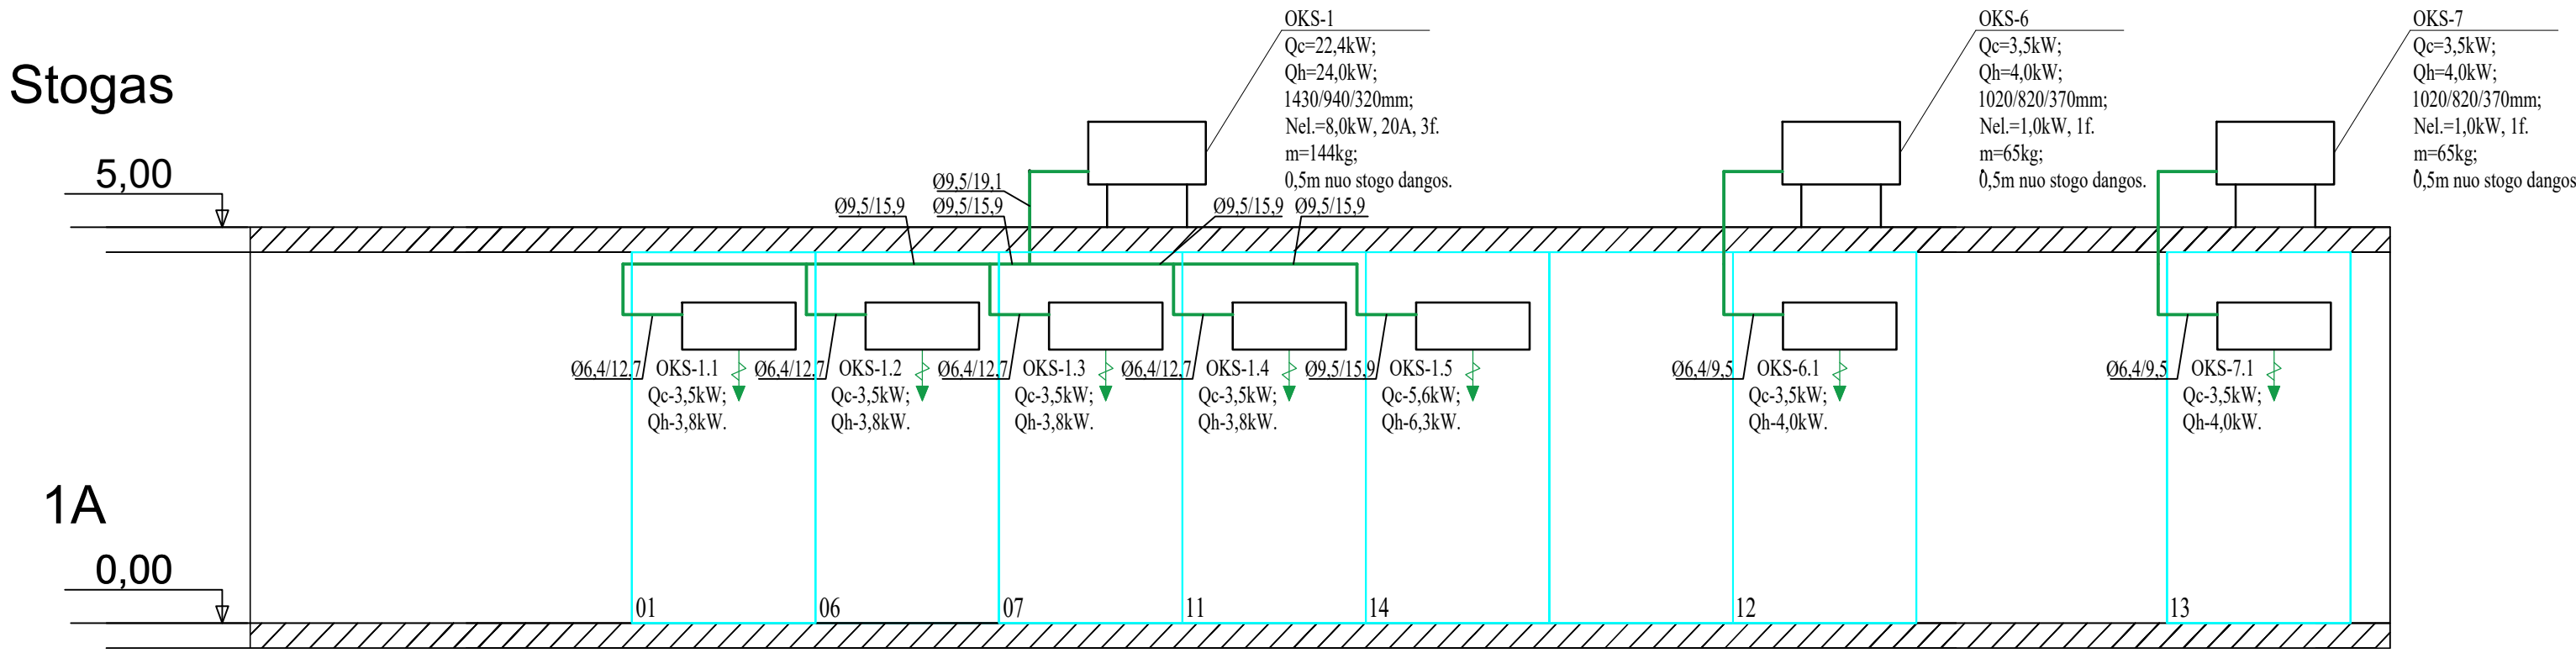 Stogas
5,00
1A
0,00
OKS-1
Qc=22,4kW;
Qh=24,0kW;
1430/940/320mm;
Nel.=8,0kW, 20A, 3f.
m=144kg;
0,5m nuo stogo dangos.
OKS-6
Qc=3,5kW;
Qh=4,0kW;
1020/820/370mm;
Nel.=1,0kW, 1f.
m=65kg;
0,5m nuo stogo dangos.
OKS-7
Qc=3,5kW;
Qh=4,0kW;
1020/820/370mm;
Nel.=1,0kW, 1f.
m=65kg;
0,5m nuo stogo dangos
Ø9,5/19,1
Ø9,5/15,9
Ø9,5/15,9
Ø9,5/15,9
Ø9,5/15,9
Ø6,4/12,7
OKS-1.1
Qc-3,5kW;
Qh-3,8kW.
Ø6,4/12,7
OKS-1.2
Qc-3,5kW;
Qh-3,8kW.
Ø6,4/12,7
OKS-1.3
Qc-3,5kW;
Qh-3,8kW.
Ø6,4/12,7
OKS-1.4
Qc-3,5kW;
Qh-3,8kW.
Ø9,5/15,9
OKS-1.5
Qc-5,6kW;
Qh-6,3kW.
Ø6,4/9,5
OKS-6.1
Qc-3,5kW;
Qh-4,0kW.
Ø6,4/9,5
OKS-7.1
Qc-3,5kW;
Qh-4,0kW.
01
06
07
11
14
12
13